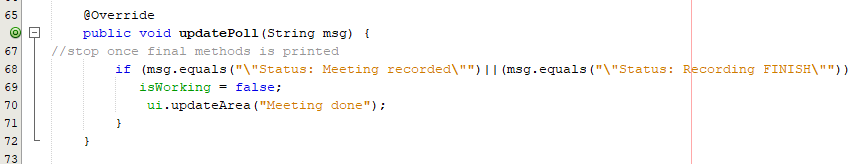 65 @Override
public void updatePoll(String msg) {
67 //stop once final methods is printed
68 if (msg.equals("\"Status: Meeting recorded\"")||(msg.equals("\"Status: Recording FINISH\""))
69 isWorking = false;
70 ui.updateArea("Meeting done");
71 }
72 }
73